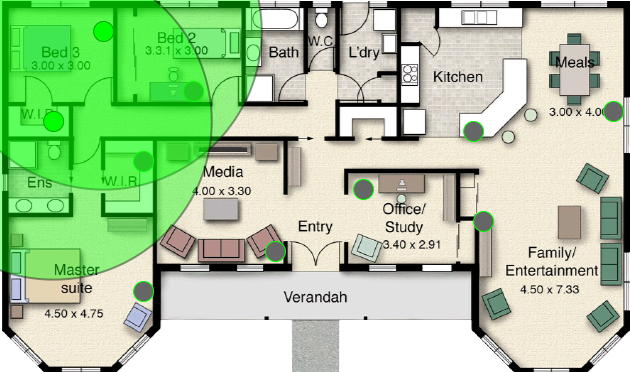 Bed 3
3.00 x 3.00
Bed 2
3.3.1 x 3.00
Bath
W.C
L'dry
Kitchen
Meals
3.00 x 4.00
W.I.R
Ens
W.I.R.
Media
4.00 x 3.30
Entry
Office/
Study
3.40 x 2.91
Family/
Entertainment
4.50 x 7.33
Master
suite
4.50 x 4.75
Verandah